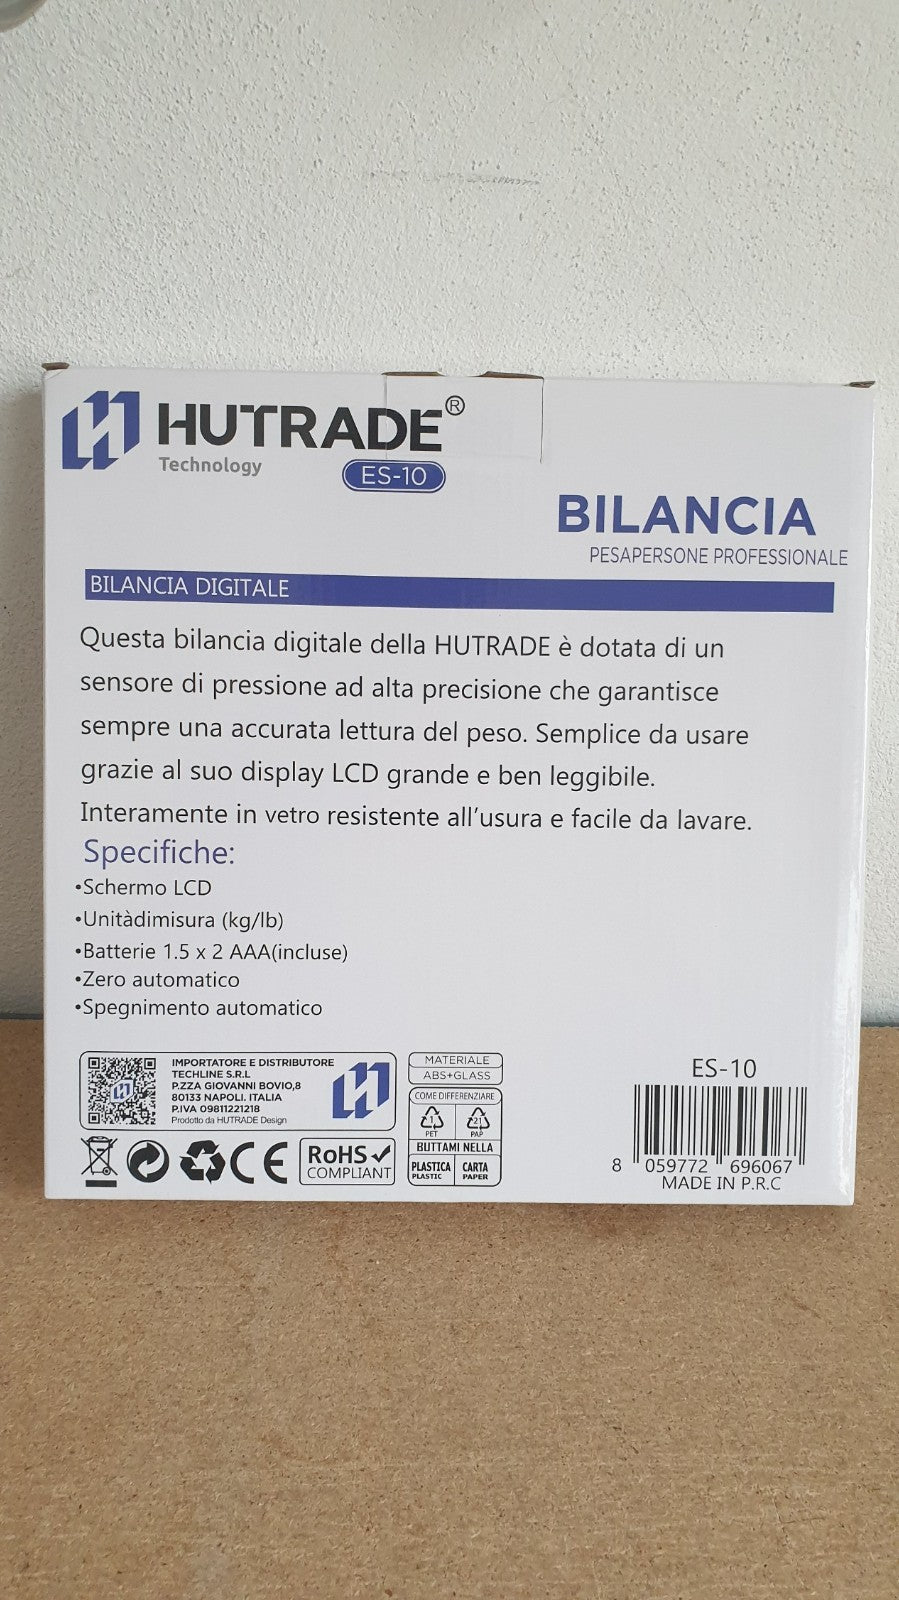 HUTRADE®
Technology
ES-10
BILANCIA
PESAPERSONE PROFESSIONALE
BILANCIA DIGITALE
Questa bilancia digitale della HUTRADE è dotata di un
sensore di pressione ad alta precisione che garantisce
sempre una accurata lettura del peso. Semplice da usare
grazie al suo display LCD grande e ben leggibile.
Interamente in vetro resistente all'usura e facile da lavare.
Specifiche:
•Schermo LCD
•Unitàdimisura (kg/lb)
•Batterie 1.5 x 2 AAA(incluse)
•Zero automatico
•Spegnimento automatico
IMPORTATORE E DISTRIBUTORE
TECHLINE S.R.L
P.ZZA GIOVANNI BOVIO,8
80133 NAPOLI. ITALIA
P.IVA 09811221218
Prodotto da HUTRADE Design
CE
RoHS
COMPLIANT
MATERIALE
ABS+GLASS
COME DIFFERENZIARE
1 21
PET PAP
BUTTAMI NELLA
PLASTICA CARTA
PLASTIC PAPER
ES-10
8 059772 696067
MADE IN P.R.C